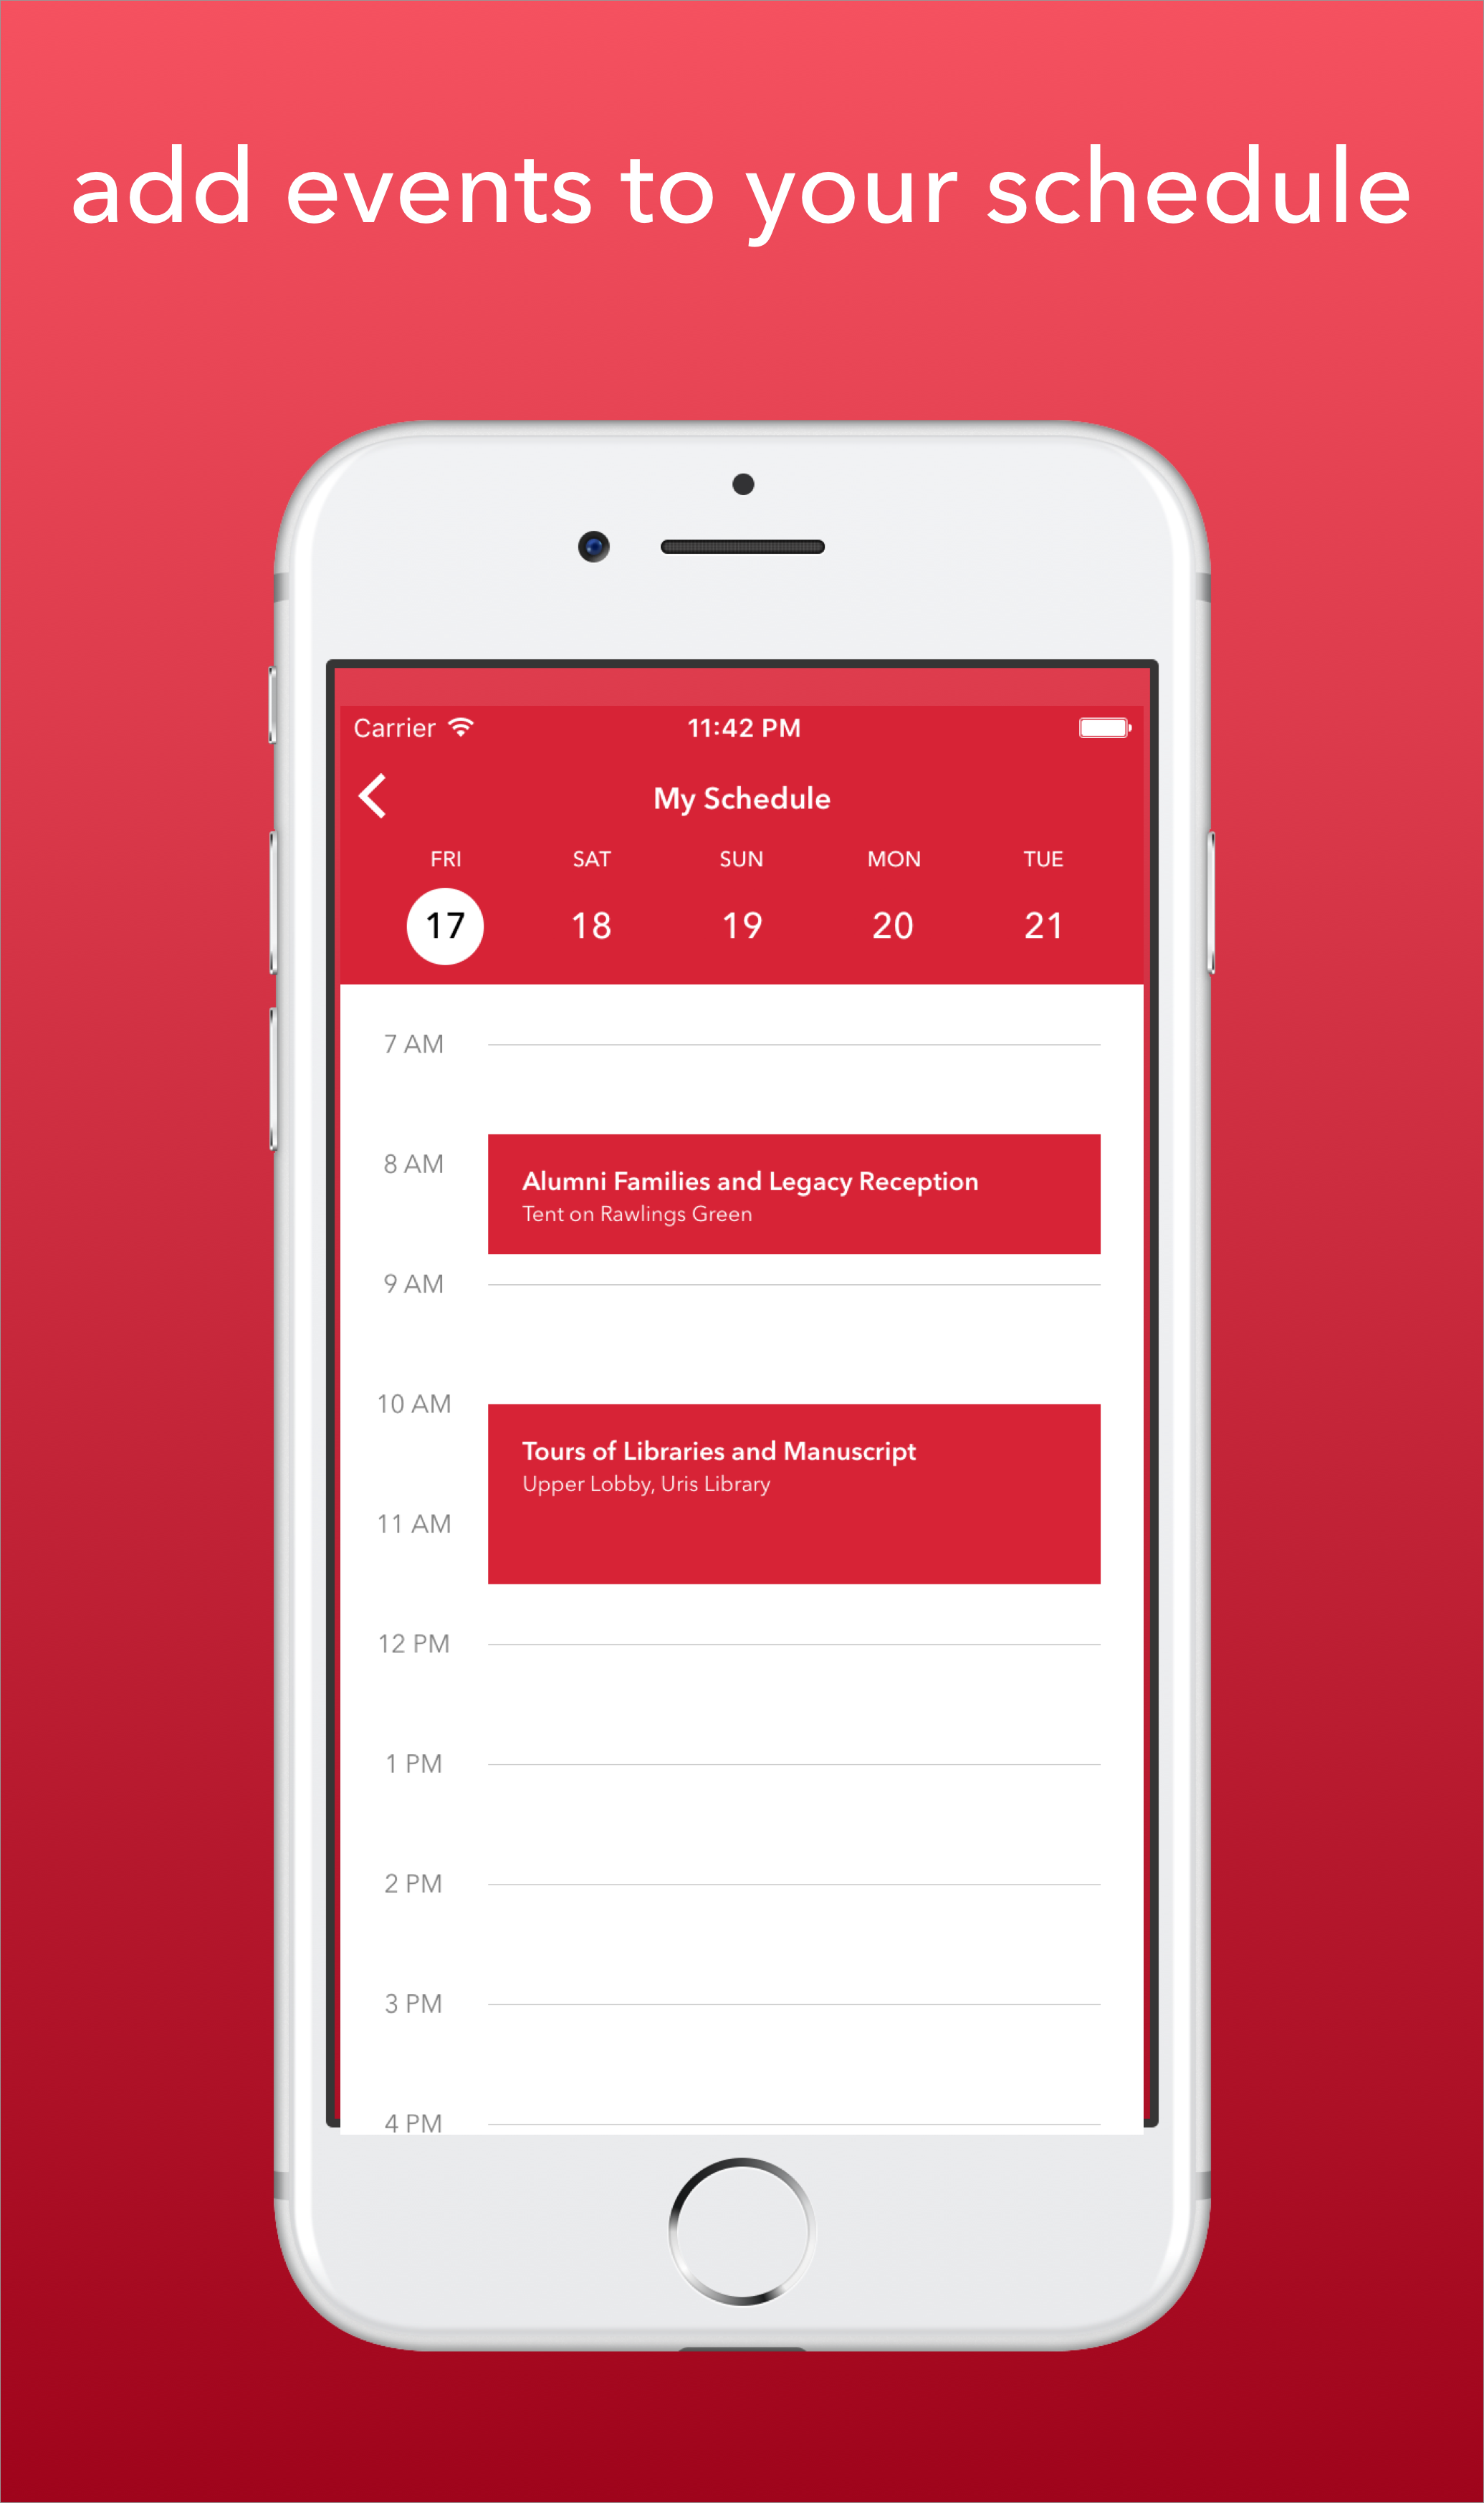 add events to your schedule
Carrier 11:42 PM
My Schedule
FRI SAT SUN MON TUE
17 18 19 20 21
7 AM
8 AM
Alumni Families and Legacy Reception
Tent on Rawlings Green
9 AM
10 AM
Tours of Libraries and Manuscript
Upper Lobby, Uris Library
11 AM
12 PM
1 PM
2 PM
3 PM
4 PM